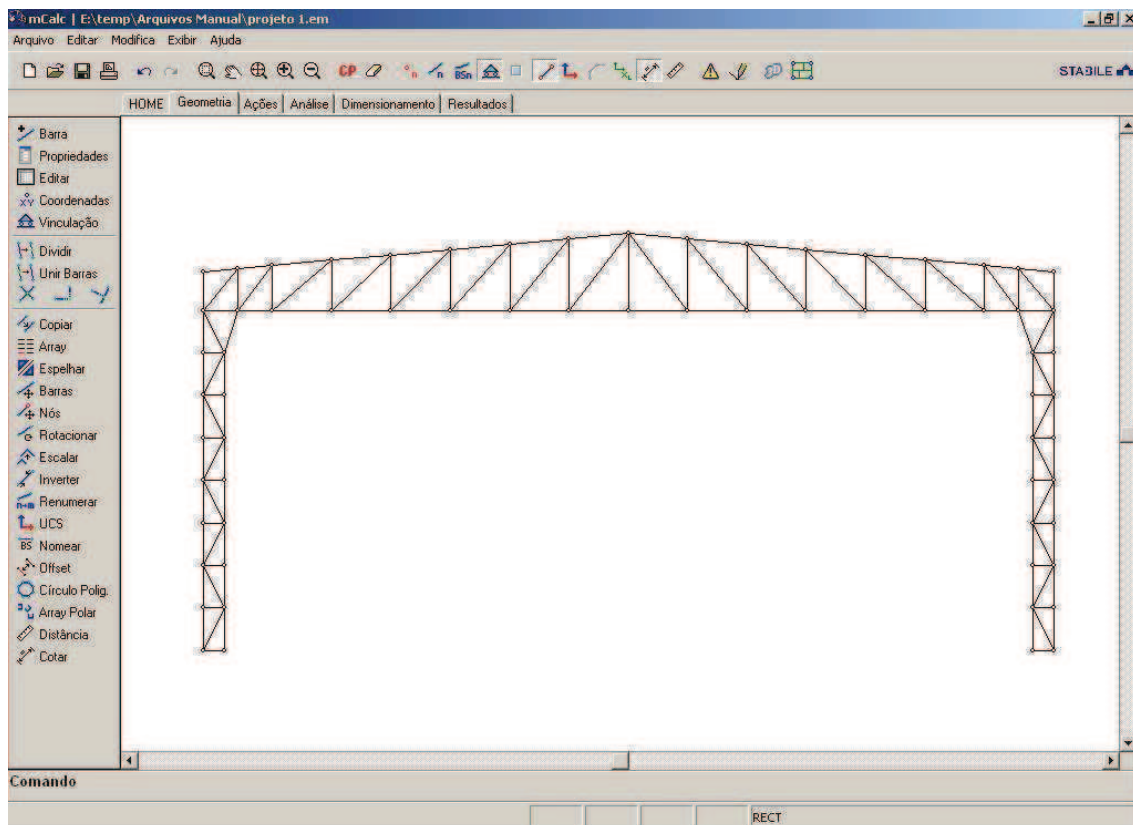 mCalc | E:\temp\Arquivos Manual\projeto 1.em
Arquivo Editar Modifica Exibir Ajuda
CP n n BSn STABILE
HOME Geometria Ações Análise Dimensionamento Resultados
Barra
Propriedades
Editar
Coordenadas
Vinculação
Dividir
Unir Barras
Copiar
Array
Espelhar
Barras
Nós
Rotacionar
Escalar
Inverter
Renumerar
UCS
BS Nomear
Offset
Círculo Polig.
Array Polar
Distância
Cotar
Comando
RECT